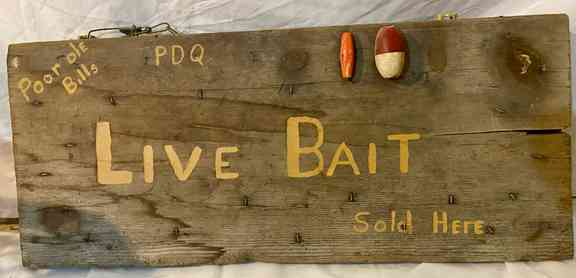 Poor ole
Bills
PDQ
LIVE BAIT
Sold Here